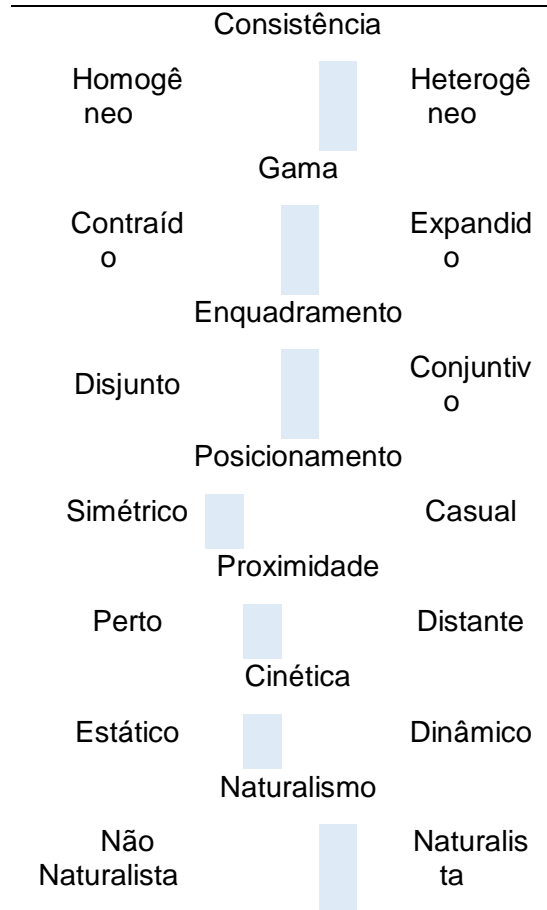 Consistência
Homogê Heterogê
neo neo
Gama
Contraíd Expandid
o o
Enquadramento
Disjunto Conjuntiv
o
Posicionamento
Simétrico Casual
Proximidade
Perto Distante
Cinética
Estático Dinâmico
Naturalismo
Não Naturalis
Naturalista ta